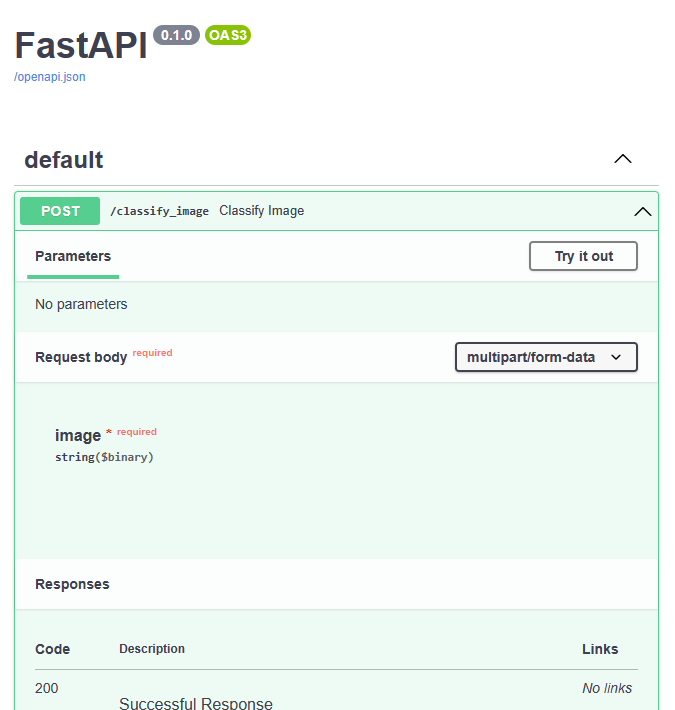 FastAPI 0.1.0 OAS3
/openapi.json
default
POST /classify_image Classify Image
Parameters Try it out
No parameters
Request body required multipart/form-data
image * required
string($binary)
Responses
Code Description Links
200 No links
Successful Response